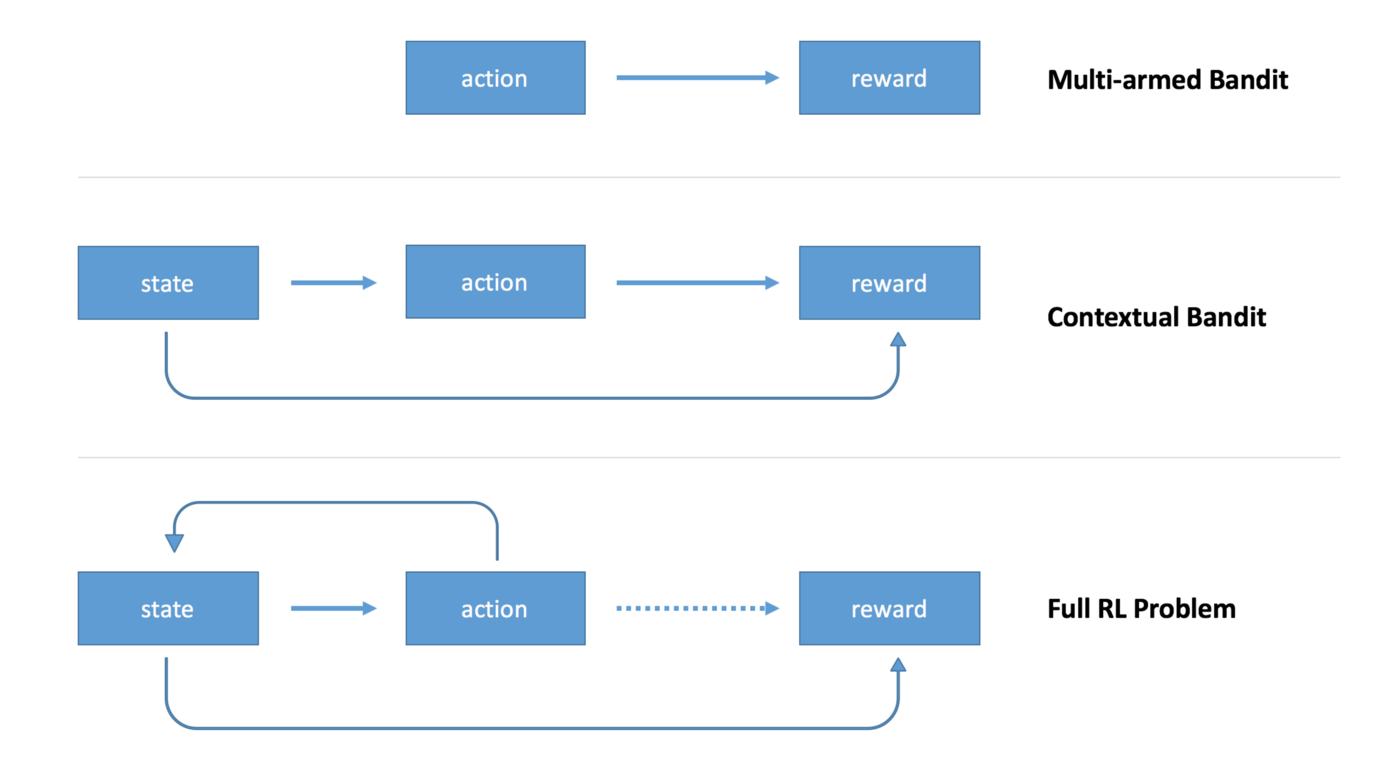 action
reward
Multi-armed Bandit
state
action
reward
Contextual Bandit
state
action
reward
Full RL Problem